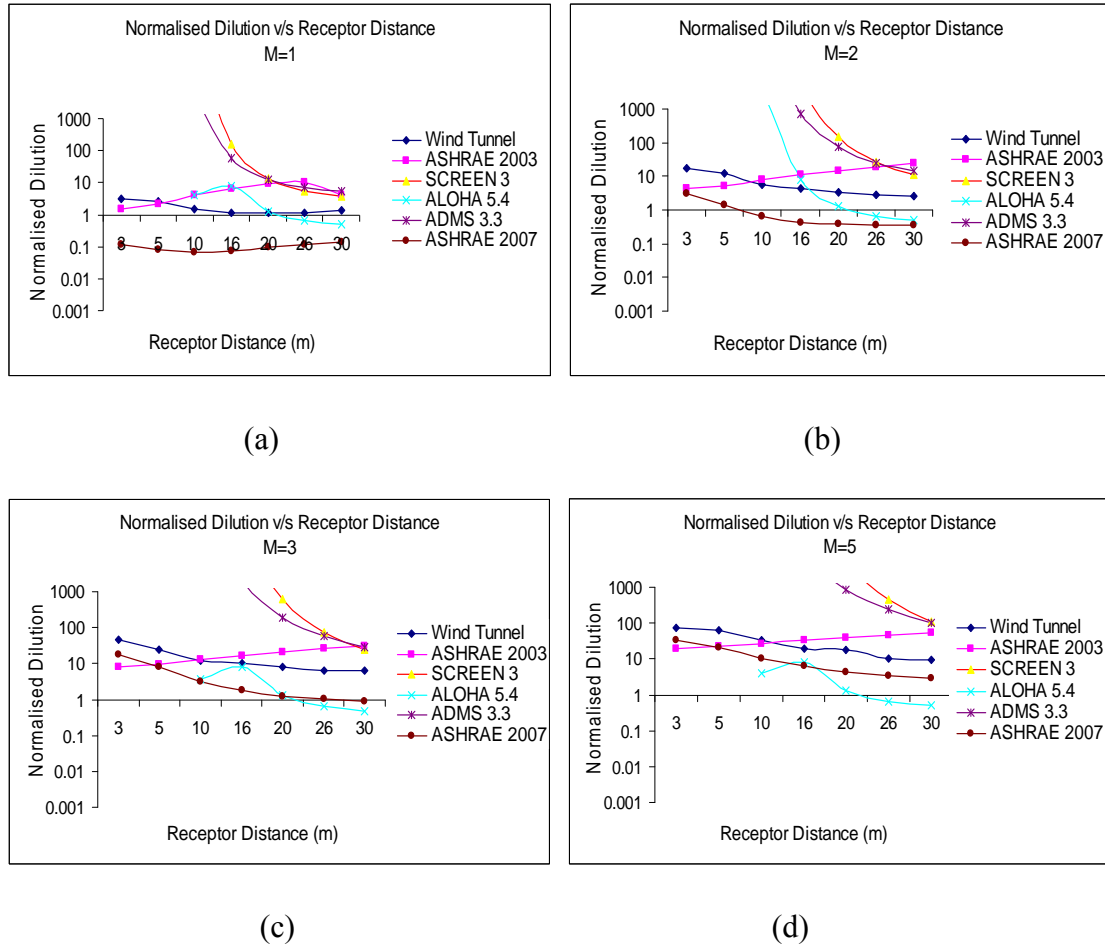 Normalised Dilution v/s Receptor Distance
M=1
Normalised Dilution
1000
100
10
1
0.1
0.01
0.001
3 5 10 16 20 26 30
Receptor Distance (m)
Wind Tunnel
ASHRAE 2003
SCREEN 3
ALOHA 5.4
ADMS 3.3
ASHRAE 2007
(a)
Normalised Dilution v/s Receptor Distance
M=2
Normalised Dilution
1000
100
10
1
0.1
0.01
0.001
3 5 10 16 20 26 30
Receptor Distance (m)
Wind Tunnel
ASHRAE 2003
SCREEN 3
ALOHA 5.4
ADMS 3.3
ASHRAE 2007
(b)
Normalised Dilution v/s Receptor Distance
M=3
Normalised Dilution
1000
100
10
1
0.1
0.01
0.001
3 5 10 16 20 26 30
Receptor Distance (m)
Wind Tunnel
ASHRAE 2003
SCREEN 3
ALOHA 5.4
ADMS 3.3
ASHRAE 2007
(c)
Normalised Dilution v/s Receptor Distance
M=5
Normalised Dilution
1000
100
10
1
0.1
0.01
0.001
3 5 10 16 20 26 30
Receptor Distance (m)
Wind Tunnel
ASHRAE 2003
SCREEN 3
ALOHA 5.4
ADMS 3.3
ASHRAE 2007
(d)